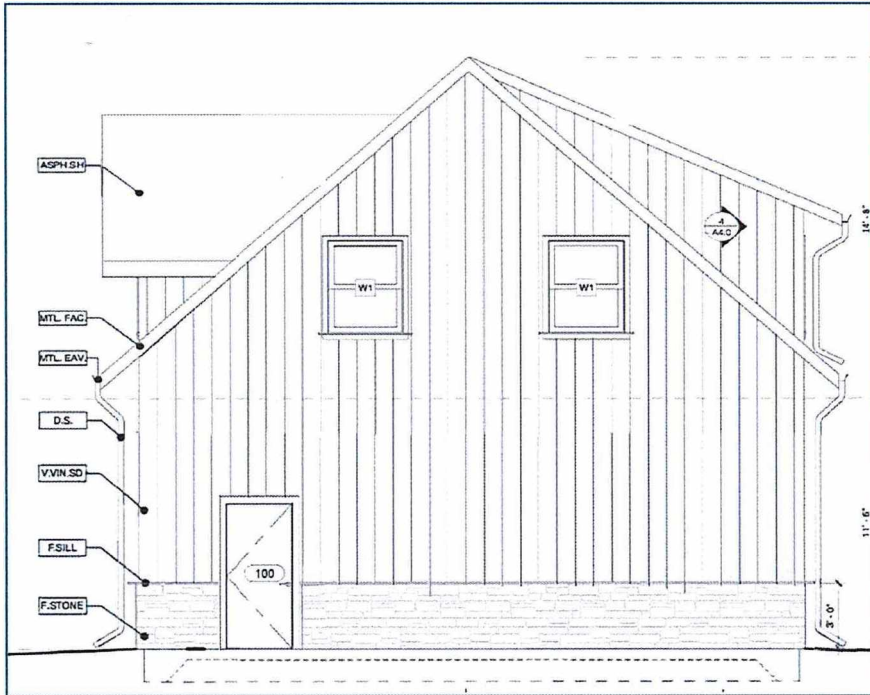 ASPH.SH
MTL. FAC.
MTL. EAV.
D.S.
V.VIN.SD
F.SILL
F.STONE
W1
W1
4
A4.0
100
14'-8"
11'-6"
3'-0"